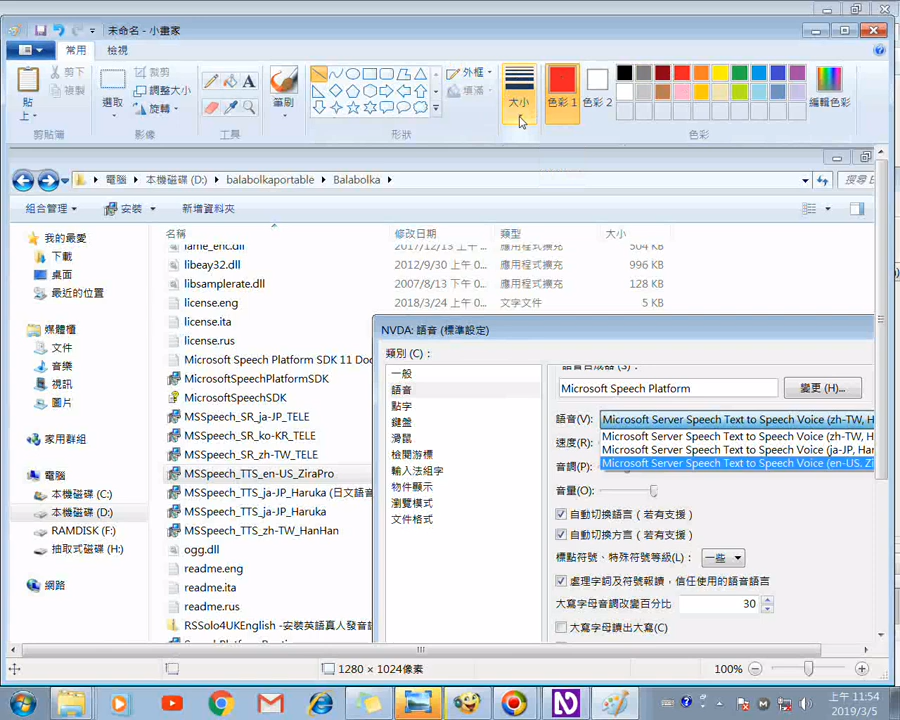 未命名 - 小畫家
常用
檢視
貼上
剪下
複製
剪貼簿
選取
裁剪
調整大小
旋轉
影像
工具
筆刷
外框
填滿
形狀
大小
色彩 1
色彩 2
編輯色彩
色彩
電腦 本機磁碟 (D:) balabolkaportable Balabolka
搜尋
組合管理
安裝
新增資料夾
名稱
修改日期
類型
大小
我的最愛
下載
桌面
最近的位置
媒體櫃
文件
音樂
視訊
圖片
家用群組
電腦
本機磁碟 (C:)
本機磁碟 (D:)
RAMDISK (F:)
抽取式磁碟 (H:)
網路
lame_enc.dll 2017/12/13 上午 0... 應用程式擴充 504 KB
libeay32.dll 2012/9/30 上午 0... 應用程式擴充 996 KB
libsamplerate.dll 2007/8/13 下午 0... 應用程式擴充 128 KB
license.eng 2018/3/24 上午 0... 文字文件 5 KB
license.ita
license.rus
Microsoft Speech Platform SDK 11 Doc
MicrosoftSpeechPlatformSDK
MicrosoftSpeechSDK
MSSpeech_SR_ja-JP_TELE
MSSpeech_SR_ko-KR_TELE
MSSpeech_SR_zh-TW_TELE
MSSpeech_TTS_en-US_ZiraPro
MSSpeech_TTS_ja-JP_Haruka (日文語音
MSSpeech_TTS_ja-JP_Haruka
MSSpeech_TTS_zh-TW_HanHan
ogg.dll
readme.eng
readme.ita
readme.rus
RSSolo4UKEnglish -安裝英語真人發音
NVDA: 語音 (標準設定)
類別 (C)：
一般
語音
點字
鍵盤
滑鼠
檢閱游標
輸入法組字
物件顯示
瀏覽模式
文件格式
語音合成器 (S)：
Microsoft Speech Platform
變更 (H)...
語音(V)： Microsoft Server Speech Text to Speech Voice (zh-TW, H
Microsoft Server Speech Text to Speech Voice (zh-TW, H
速度(R)： Microsoft Server Speech Text to Speech Voice (ja-JP, Har
音調(P)： Microsoft Server Speech Text to Speech Voice (en-US, Zi
音量(O)：
自動切換語言 ( 若有支援 )
自動切換方言 ( 若有支援 )
標點符號、特殊符號等級(L)： 一些
處理字詞及符號報讀，信任使用的語音語言
大寫字母音調改變百分比 30
大寫字母讀出大寫(C)
1280 × 1024像素
100%
上午 11:54
2019/3/5